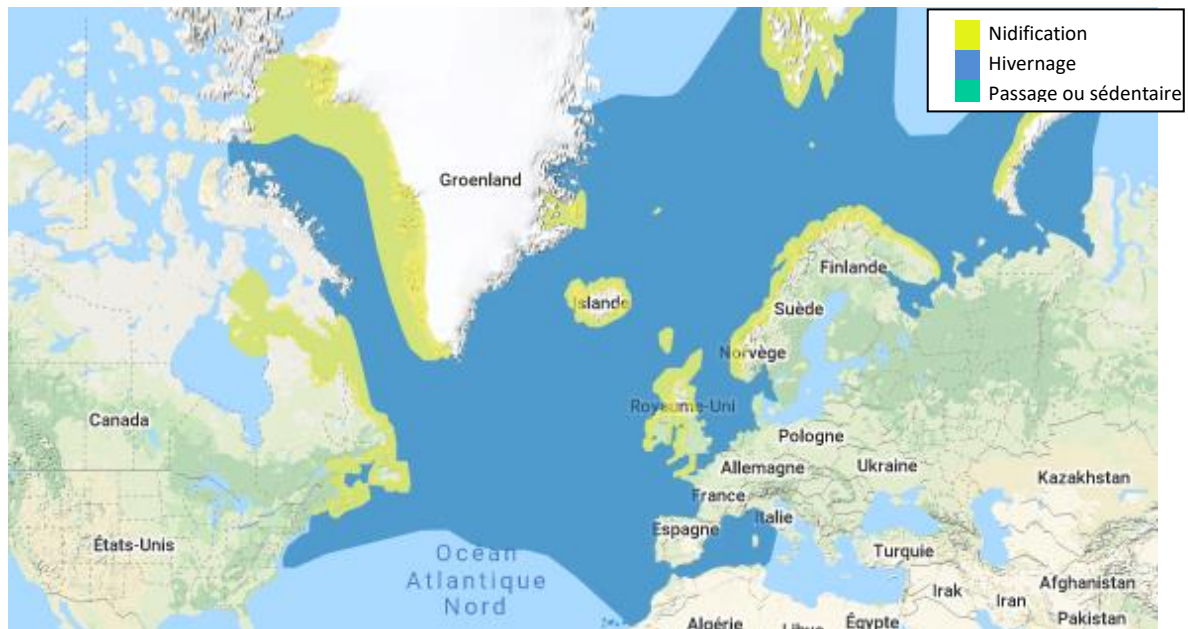 Nidification
Hivernage
Passage ou sédentaire
Groenland
Finlande
Islande
Suède
Norvège
Royaume-Uni
Canada
Pologne
Allemagne
Ukraine
Kazakhstan
France
Italie
Espagne
États-Unis
Océan
Atlantique
Nord
Turquie
Irak
Iran
Afghanistan
Pakistan
Algérie
Libye
Égypte